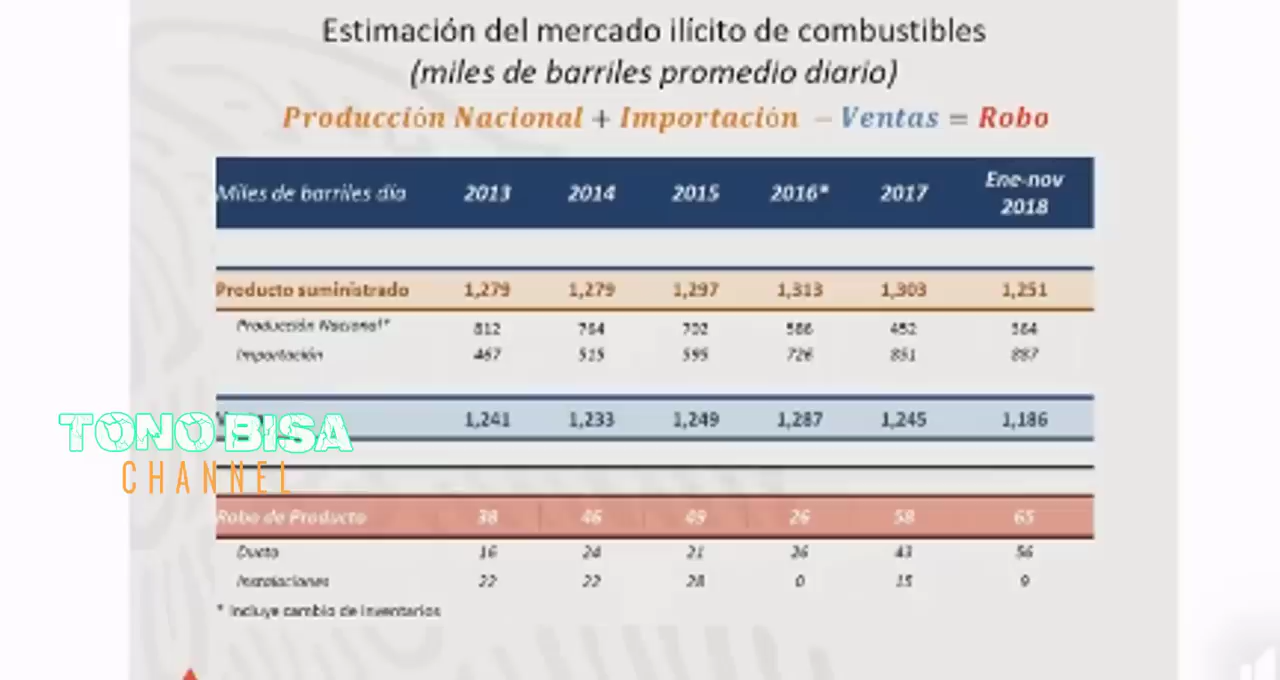 Estimación del mercado ilícito de combustibles
(miles de barriles promedio diario)
Producción Nacional + Importación − Ventas = Robo
Miles de barriles día 2013 2014 2015 2016* 2017 Ene-nov 2018
Producto suministrado 1,279 1,279 1,297 1,313 1,303 1,251
Producción Nacional* 812 764 702 586 452 364
Importación 467 515 595 726 851 887
1,241 1,233 1,249 1,287 1,245 1,186
TONO BISA
CHANNEL
Robo de Producto 38 46 49 26 58 65
Ducto 16 24 21 26 43 56
Instalaciones 22 22 28 0 15 9
* Incluye cambio de inventarios